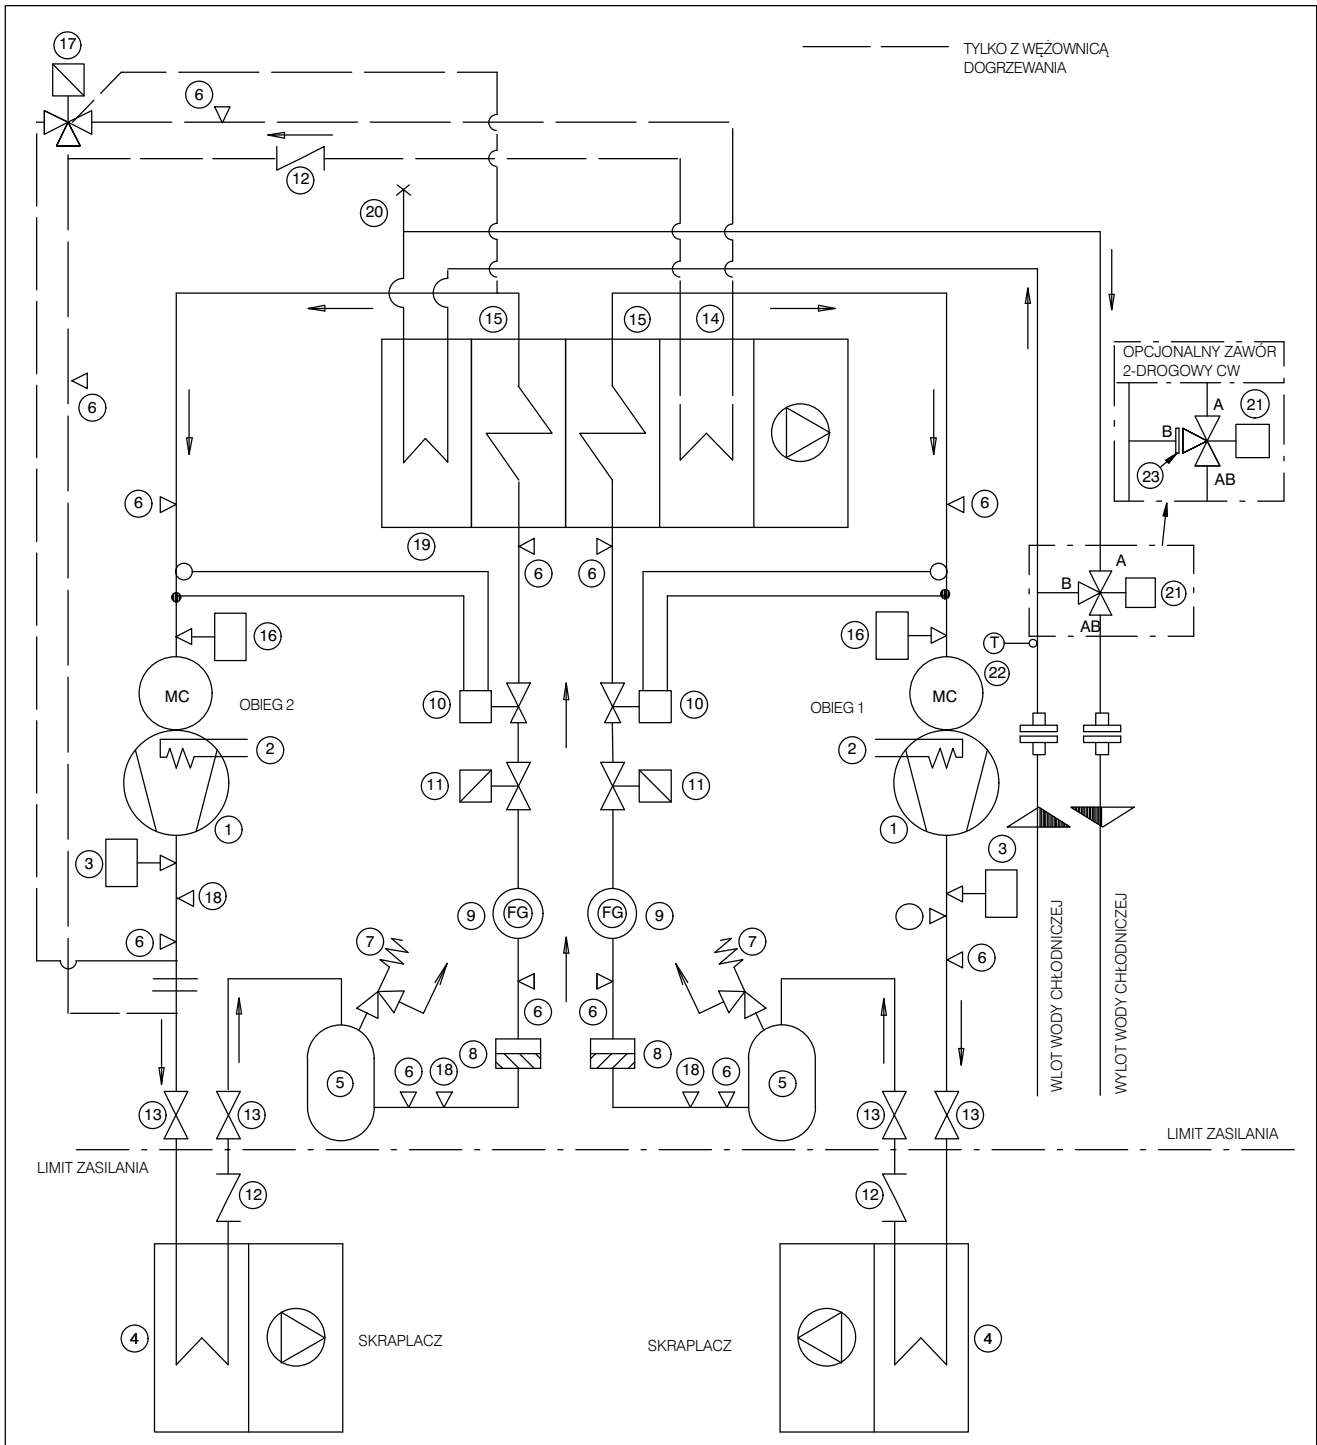 17
TYLKO Z WĘŻOWNICĄ
DOGRZEWANIA
6
12
20
15
15
14
OPCJONALNY ZAWÓR
2-DROGOWY CW
A
21
B
23
AB
6
6
6
19
6
6
A
B
21
AB
16
16
T
22
MC
OBIEG 2
10
10
OBIEG 1
MC
2
2
11
11
1
1
3
3
18
9
FG
FG
9
6
7
7
6
6
6
WLOT WODY CHŁODNICZEJ
WYLOT WODY CHŁODNICZEJ
8
8
5
6
18
18
6
5
13
13
13
13
LIMIT ZASILANIA
LIMIT ZASILANIA
12
12
4
SKRAPLACZ
SKRAPLACZ
4